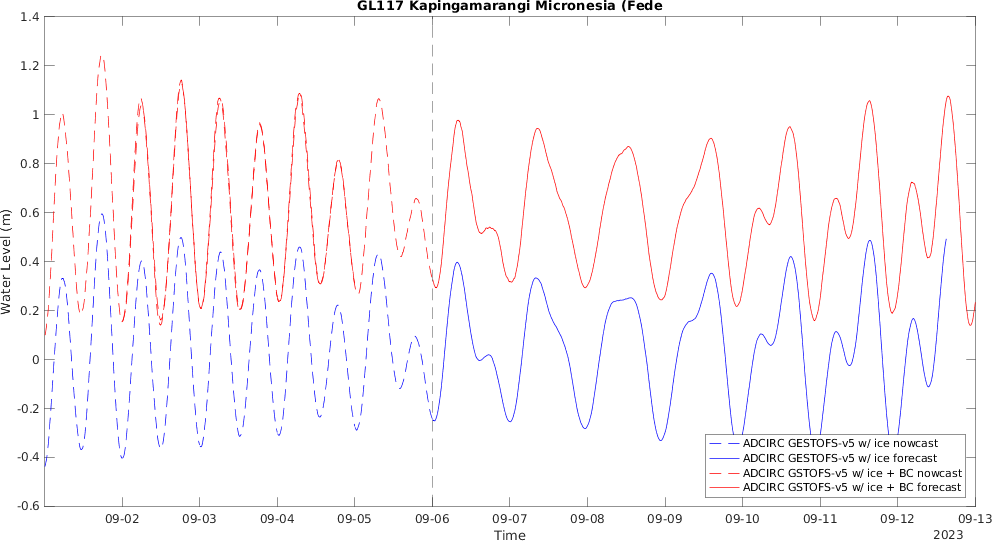 GL117 Kapingamarangi Micronesia (Fede
1.4
1.2
1
0.8
0.6
0.4
0.2
0
-0.2
-0.4
-0.6
Water Level (m)
ADCIRC GESTOFS-v5 w/ ice nowcast
ADCIRC GESTOFS-v5 w/ ice forecast
ADCIRC GSTOFS-v5 w/ ice + BC nowcast
ADCIRC GSTOFS-v5 w/ ice + BC forecast
09-02 09-03 09-04 09-05 09-06 09-07 09-08 09-09 09-10 09-11 09-12 09-13
Time
2023